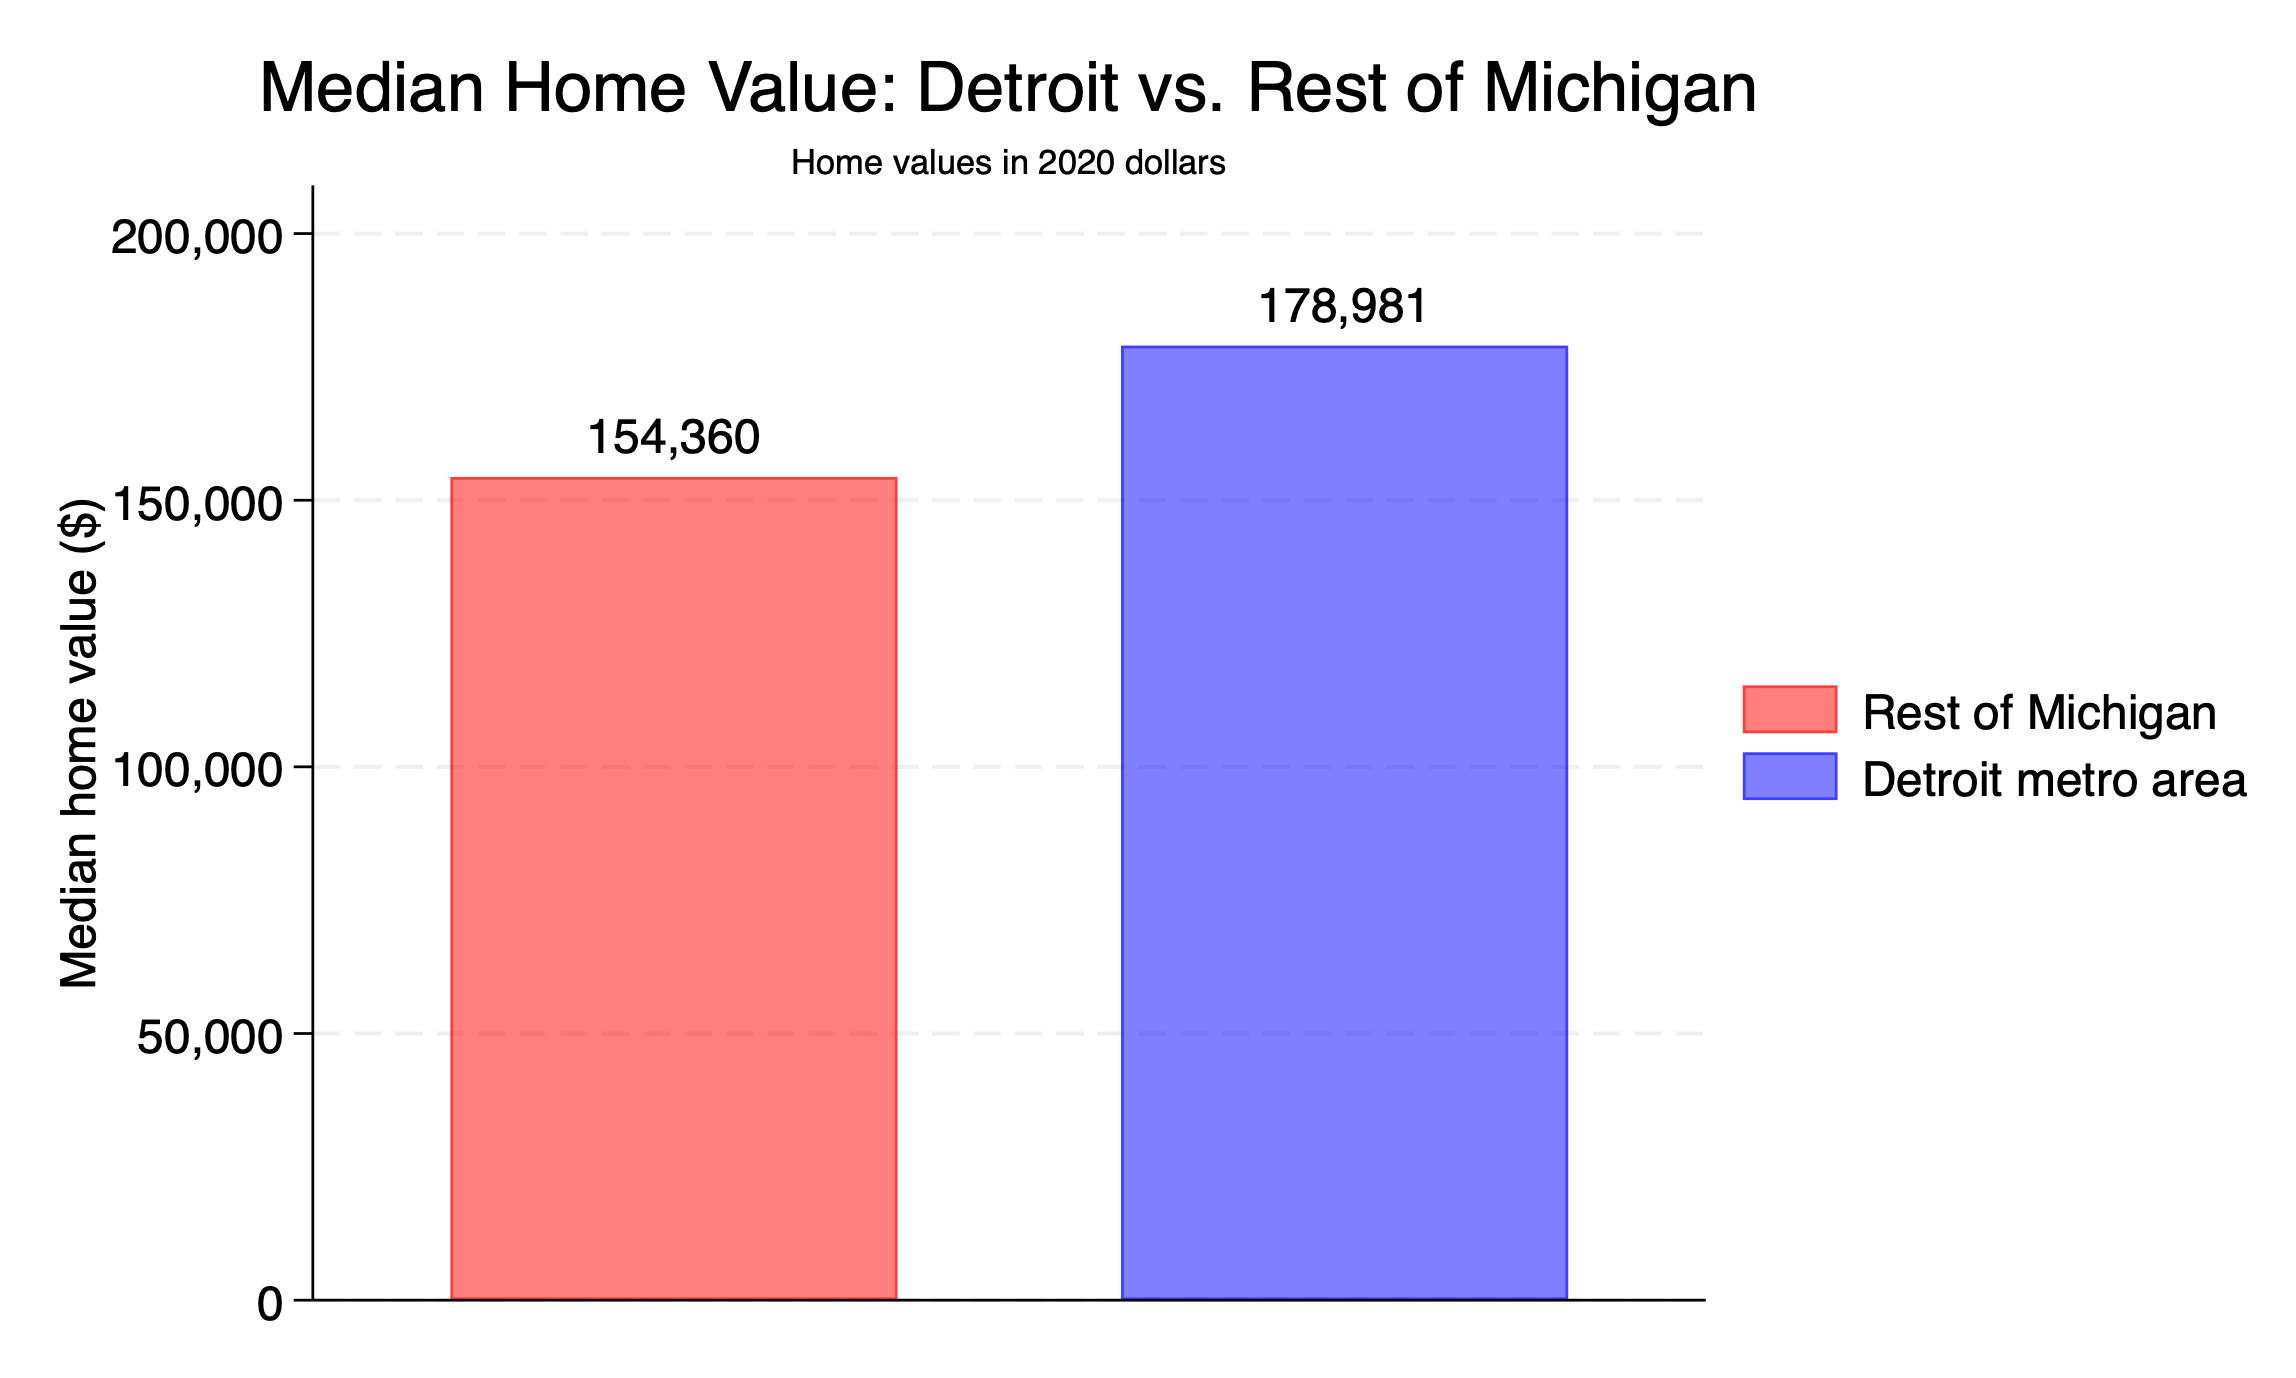 Median Home Value: Detroit vs. Rest of Michigan
Home values in 2020 dollars
Median home value ($)
200,000
150,000
100,000
50,000
0
154,360
178,981
Rest of Michigan
Detroit metro area